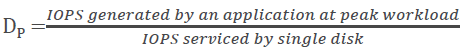 D_P = IOPS generated by an application at peak workload / IOPS serviced by single disk